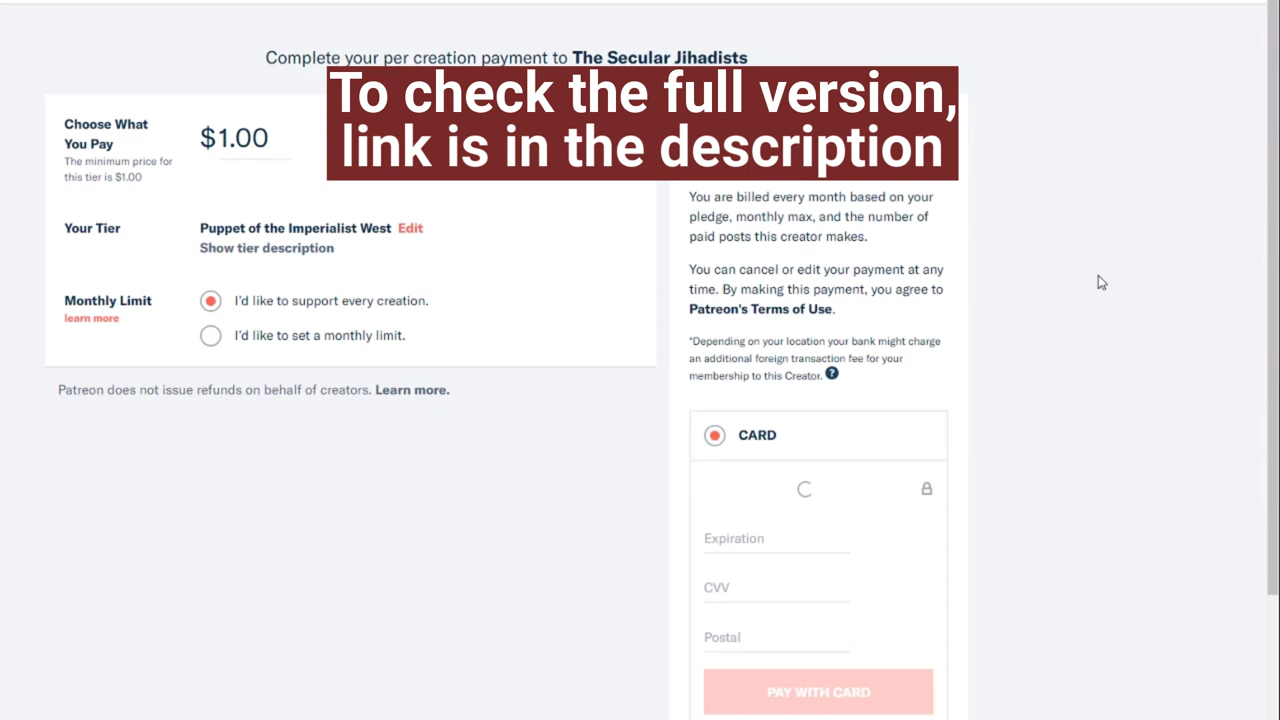 Complete your per creation payment to The Secular Jihadists
To check the full version,
link is in the description
Choose What
You Pay
The minimum price for
this tier is $1.00
$1.00
Your Tier
Puppet of the Imperialist West Edit
Show tier description
Monthly Limit
learn more
I'd like to support every creation.
I'd like to set a monthly limit.
Patreon does not issue refunds on behalf of creators. Learn more.
You are billed every month based on your
pledge, monthly max, and the number of
paid posts this creator makes.
You can cancel or edit your payment at any
time. By making this payment, you agree to
Patreon's Terms of Use.
*Depending on your location your bank might charge
an additional foreign transaction fee for your
membership to this Creator. ?
CARD
Expiration
CVV
Postal
PAY WITH CARD